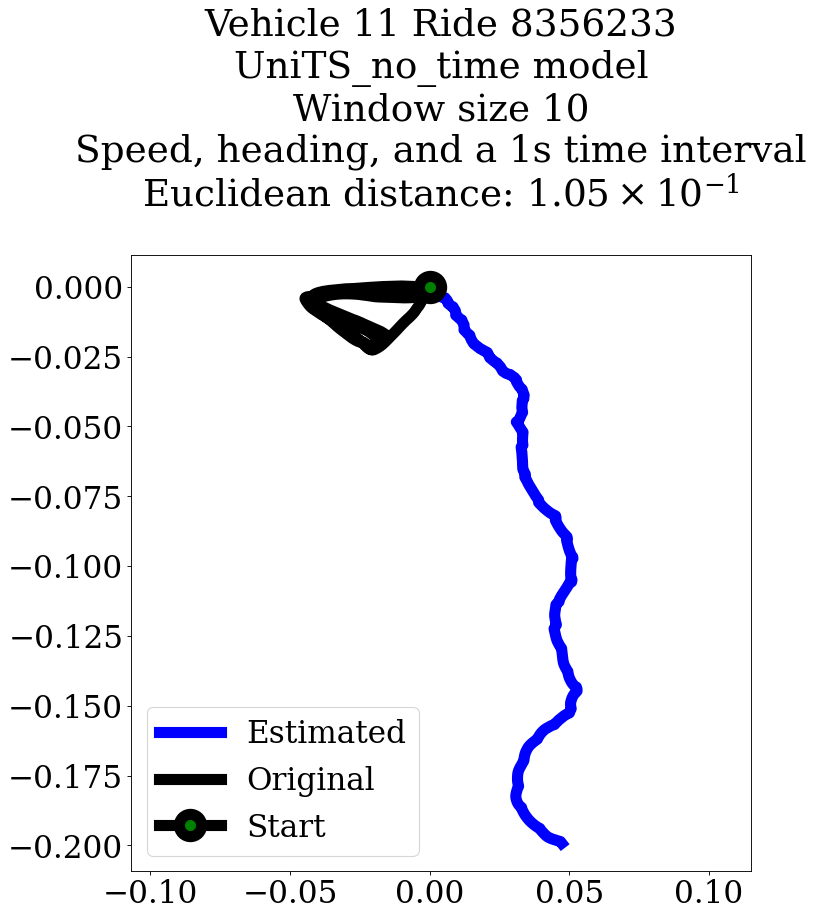 Vehicle 11 Ride 8356233
UniTS_no_time model
Window size 10
Speed, heading, and a 1s time interval
Euclidean distance: 1.05 × 10⁻¹
0.000
−0.025
−0.050
−0.075
−0.100
−0.125
−0.150
−0.175
−0.200
Estimated
Original
Start
−0.10
−0.05
0.00
0.05
0.10